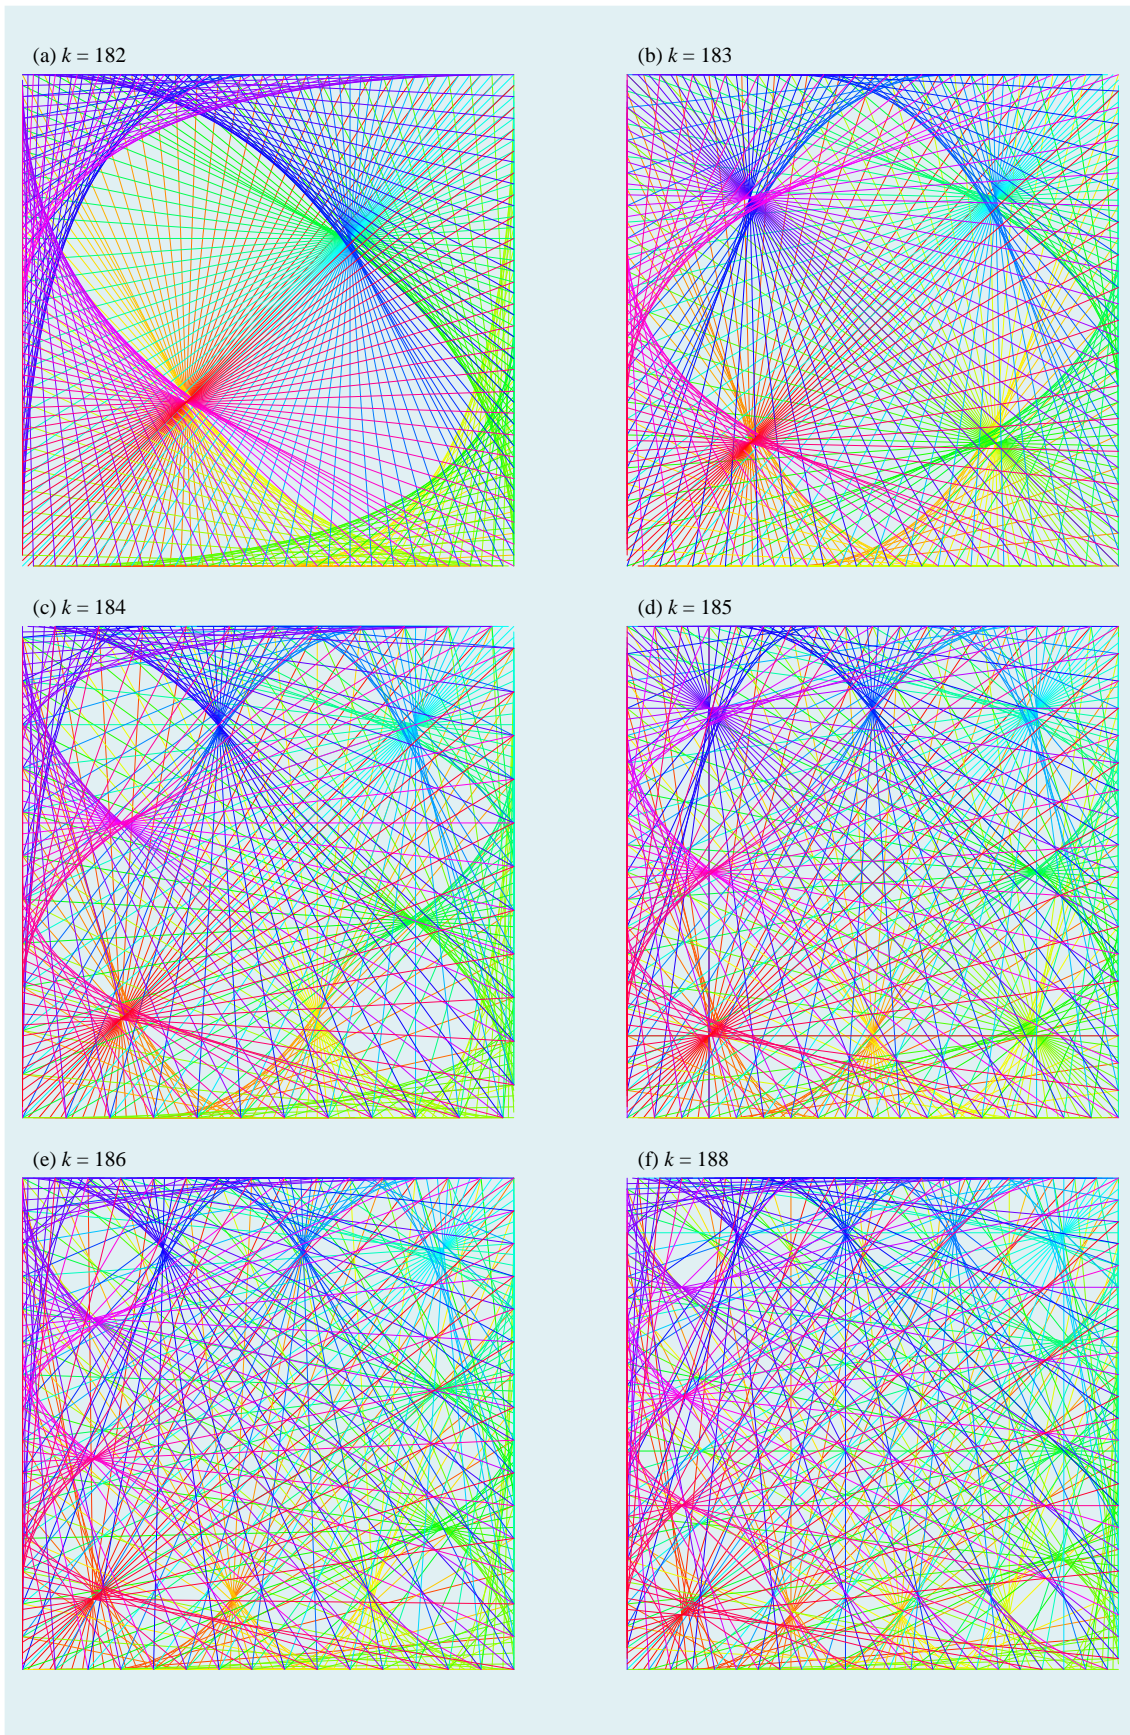 (a) k = 182
(b) k = 183
(c) k = 184
(d) k = 185
(e) k = 186
(f) k = 188